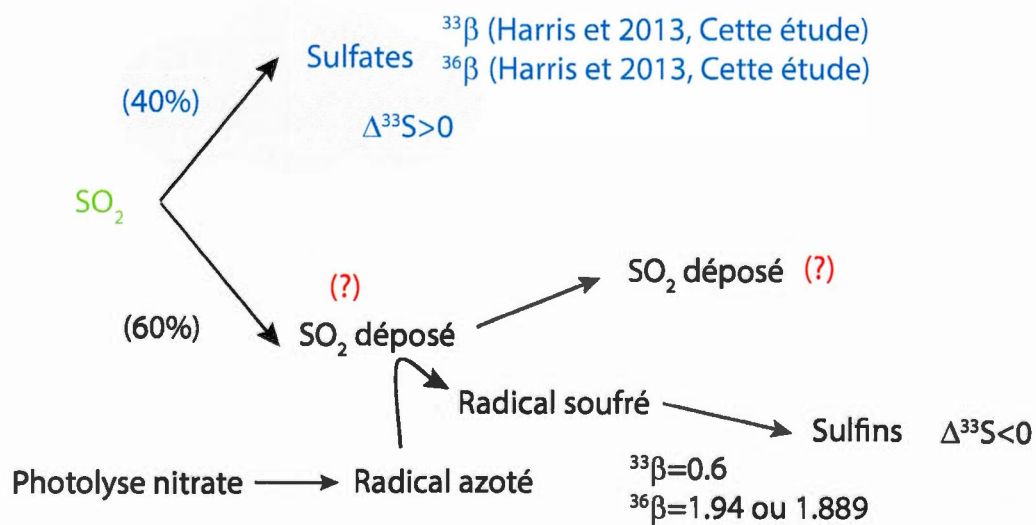 ³³β (Harris et 2013, Cette étude)
Sulfates ³⁶β (Harris et 2013, Cette étude)
(40%)
Δ³³S>0
SO₂
(?)
SO₂ déposé (?)
(60%)
SO₂ déposé
Radical soufré
Sulfins Δ³³S<0
³³β=0.6
Photolyse nitrate
Radical azoté
³⁶β=1.94 ou 1.889